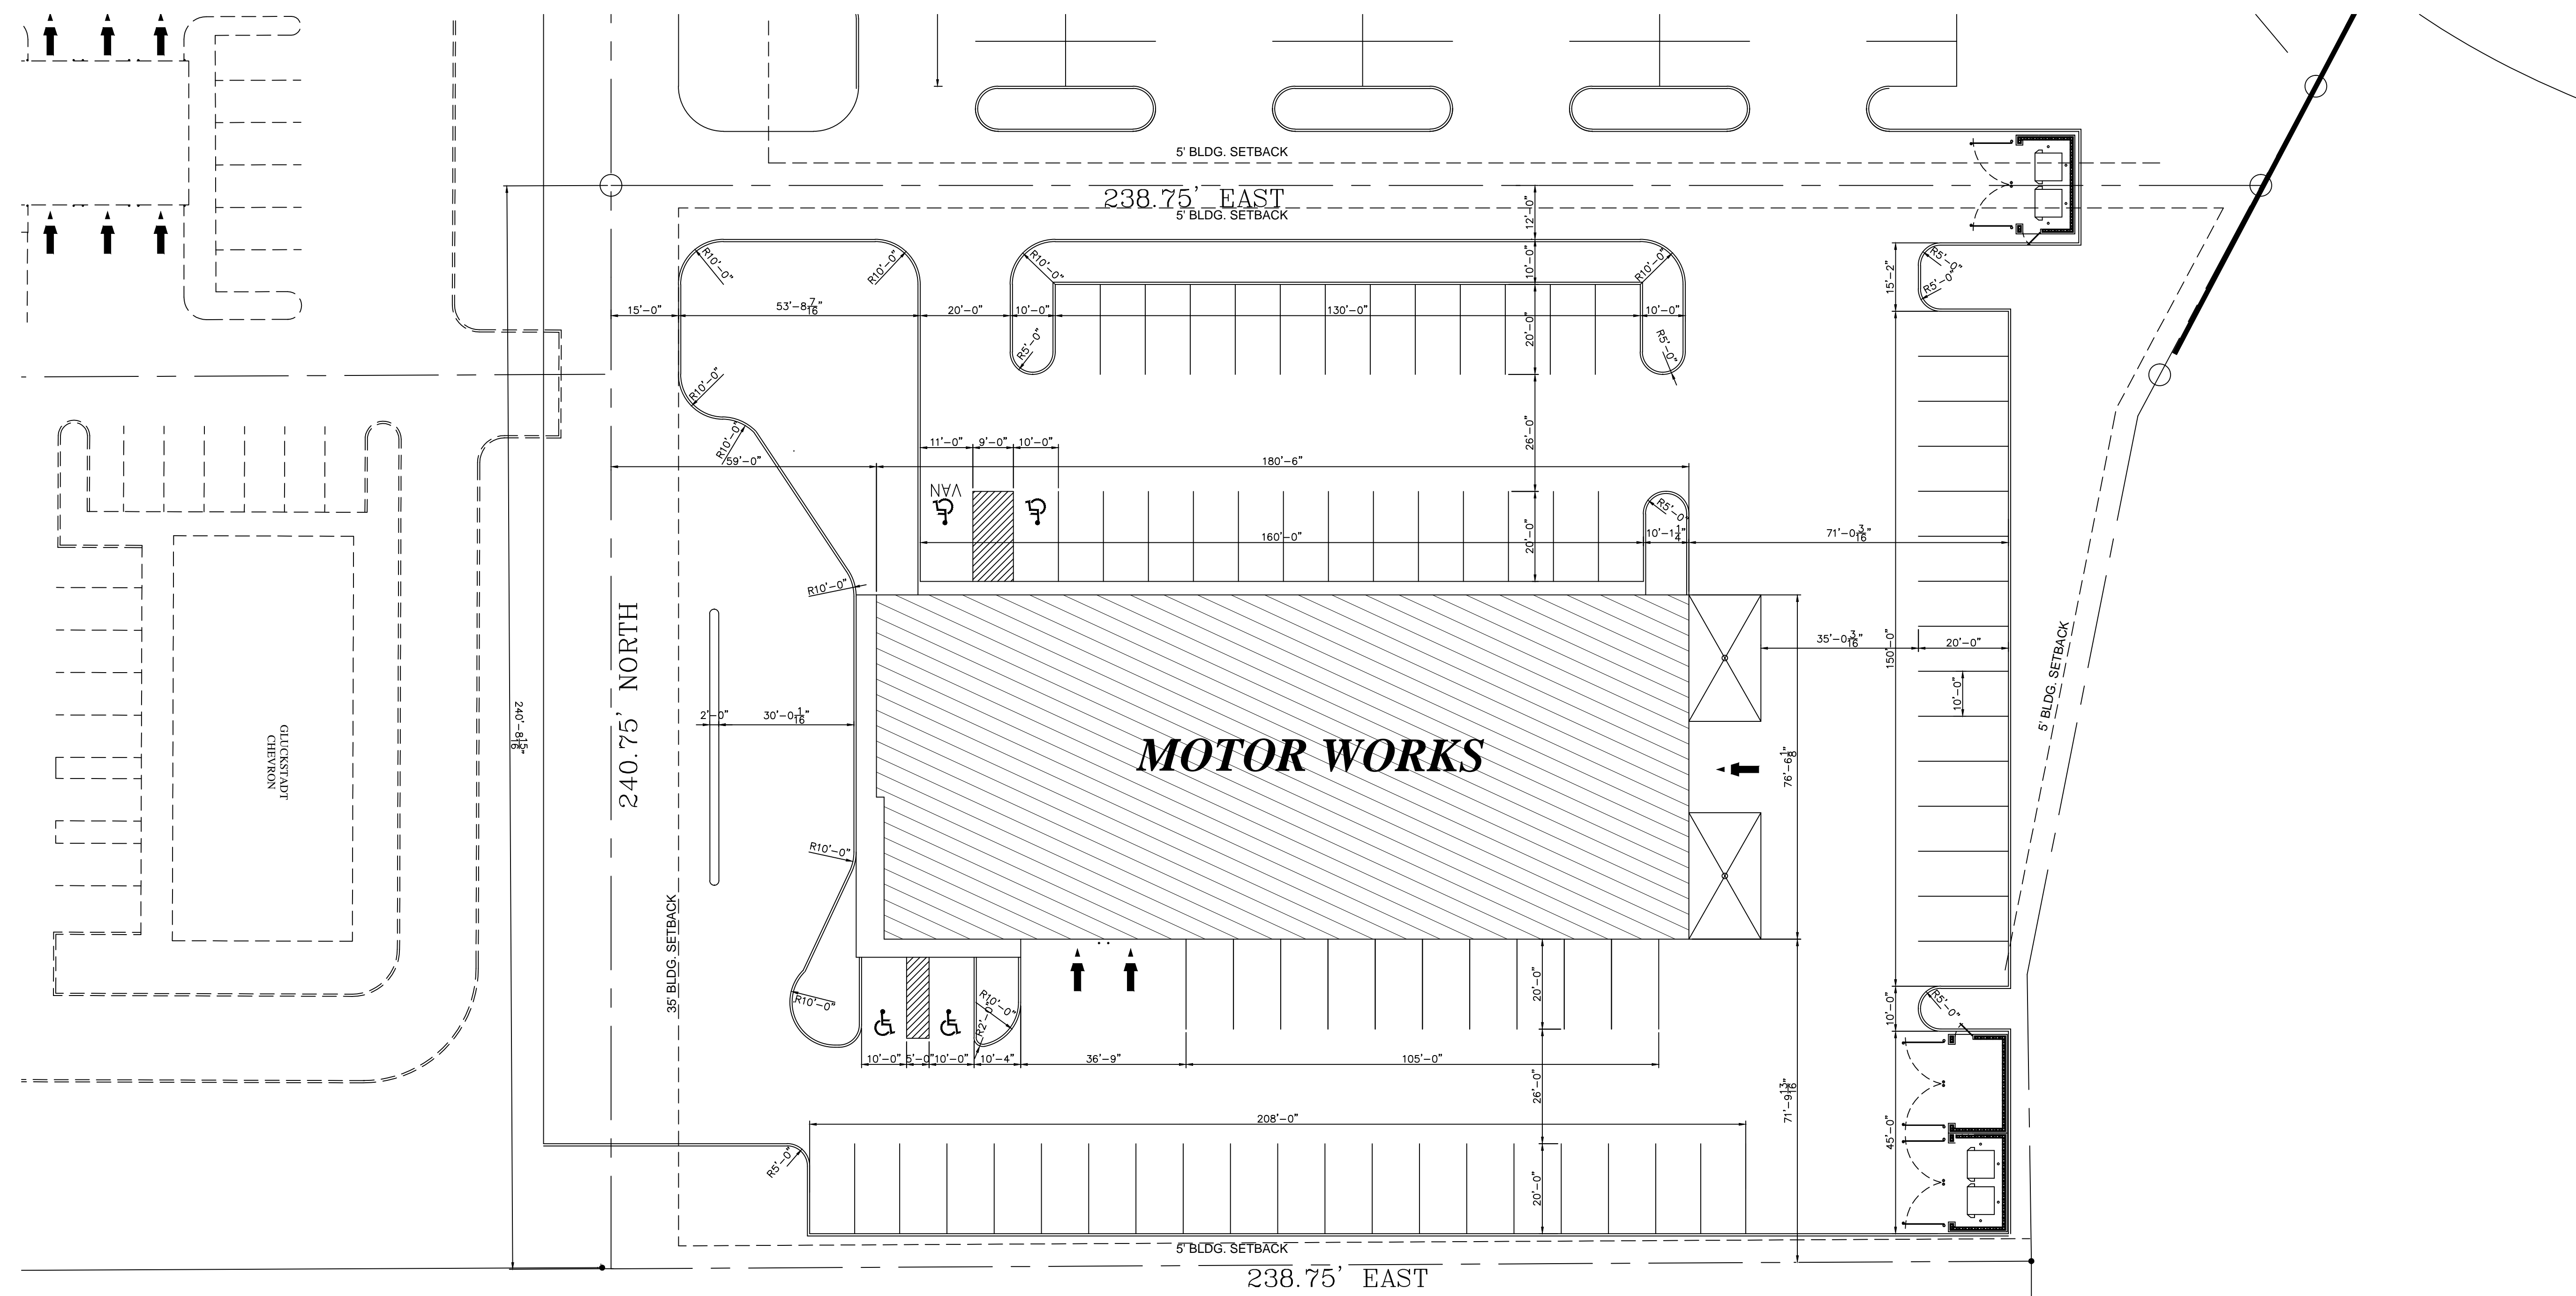 5' BLDG. SETBACK
238.75' EAST
5' BLDG. SETBACK
12'-0"
R10'-0"
R10'-0"
R10'-0"
R10'-0"
10'-0"
R5'-0"
R5'-0"
15'-2"
15'-0"
53'-8 7/16"
20'-0"
10'-0"
130'-0"
10'-0"
20'-0"
R5'-0"
R5'-0"
R10'-0"
R10'-0"
11'-0"
9'-0"
10'-0"
26'-0"
59'-0"
180'-6"
VAN
R5'-0"
160'-0"
20'-0"
10'-1 1/4"
71'-0 3/16"
R10'-0"
240.75' NORTH
35'-0 3/16"
20'-0"
150'-0"
10'-0"
5' BLDG. SETBACK
2'-0"
30'-0 1/16"
240'-8 15/16"
GLUCKSTADT
CHEVRON
MOTOR WORKS
76'-6 1/8"
R10'-0"
35' BLDG. SETBACK
R10'-0"
R10'-0"
R2'-0"
20'-0"
10'-0"
R5'-0"
10'-0"
5'-0"
10'-0"
10'-4"
36'-9"
105'-0"
26'-0"
71'-9 13/16"
208'-0"
45'-0"
R5'-0"
20'-0"
5' BLDG. SETBACK
238.75' EAST